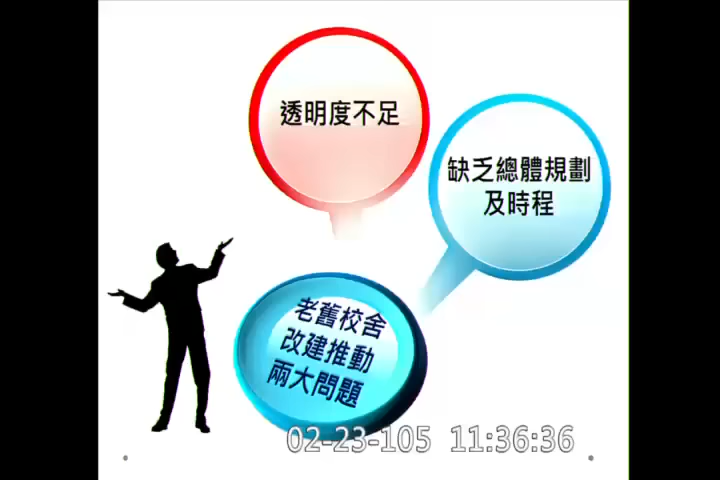 透明度不足
缺乏總體規劃
及時程
老舊校舍
改建推動
兩大問題
02-23-105 11:36:36